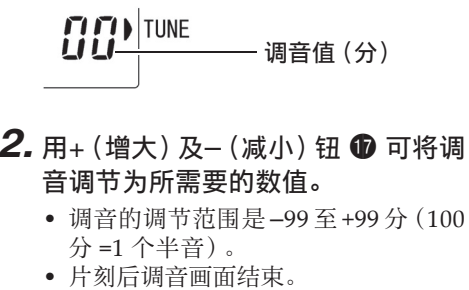 00 TUNE
调音值（分）
2. 用+（增大）及–（减小）钮 ⓱ 可将调
音调节为所需要的数值。
• 调音的调节范围是 –99 至 +99 分（100
分 =1 个半音）。
• 片刻后调音画面结束。